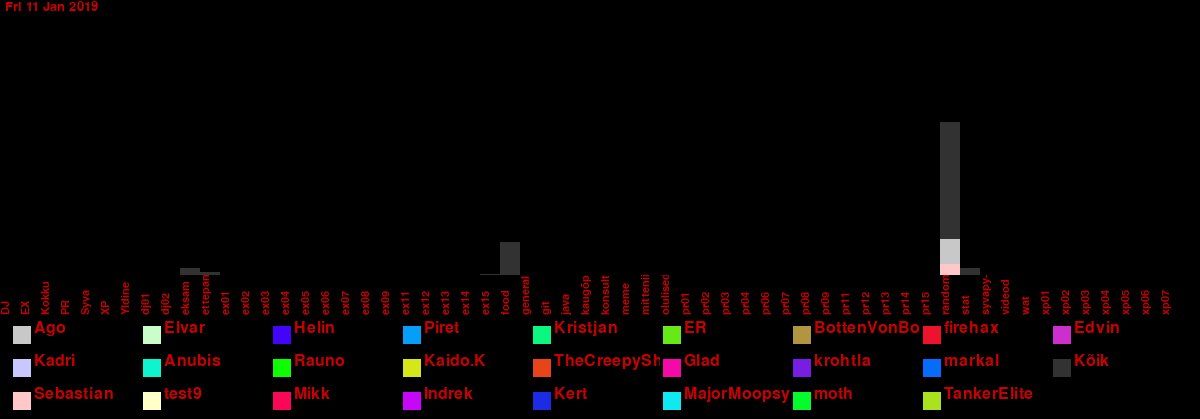 Fri 11 Jan 2019
DJ EX Kokku PR Syva XP Yldine dj01 dj02 eksam ettepan ex01 ex02 ex03 ex04 ex05 ex06 ex07 ex08 ex09 ex11 ex12 ex13 ex14 ex15 food general git java kaugõp konsult meme mittenii olulised pr01 pr02 pr03 pr04 pr06 pr07 pr08 pr09 pr11 pr12 pr13 pr14 pr15 random stat syvapy- videod wat xp01 xp02 xp03 xp04 xp05 xp06 xp07
Ago Elvar Helin Piret Kristjan ER BottenVonBo firehax Edvin
Kadri Anubis Rauno Kaido.K TheCreepySh Glad krohtla markal Kõik
Sebastian test9 Mikk Indrek Kert MajorMoopsy moth TankerElite